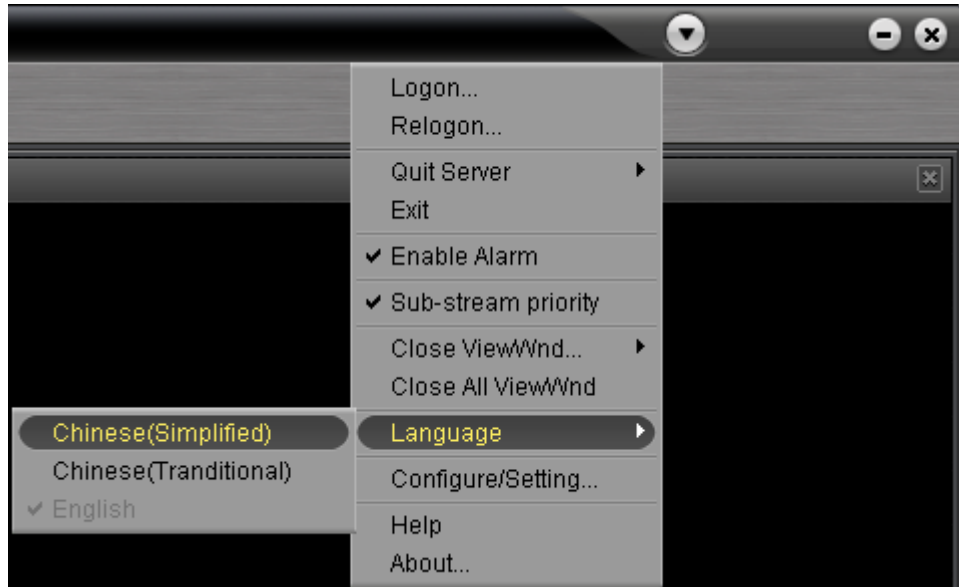 Logon...
Relogon...
Quit Server
Exit
Enable Alarm
Sub-stream priority
Close ViewWnd...
Close All ViewWnd
Language
Chinese(Simplified)
Chinese(Tranditional)
English
Configure/Setting...
Help
About...